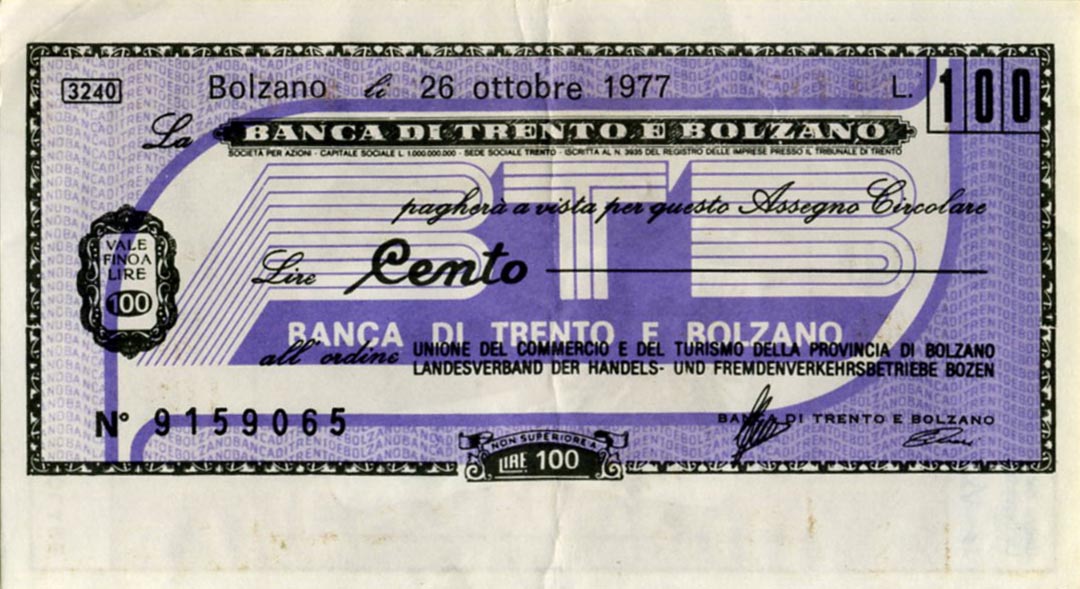 3240 Bolzano li 26 ottobre 1977 L. 100
La BANCA DI TRENTO E BOLZANO
SOCIETÀ PER AZIONI - CAPITALE SOCIALE L. 1.000.000.000 - SEDE SOCIALE TRENTO - ISCRITTA AL N. 3935 DEL REGISTRO DELLE IMPRESE PRESSO IL TRIBUNALE DI TRENTO
BTB
pagherà a vista per questo Assegno Circolare
VALE
FINO A
LIRE
100
Lire Cento
BANCA DI TRENTO E BOLZANO
all'ordine UNIONE DEL COMMERCIO E DEL TURISMO DELLA PROVINCIA DI BOLZANO
LANDESVERBAND DER HANDELS- UND FREMDENVERKEHRSBETRIEBE BOZEN
N° 9159065
BANCA DI TRENTO E BOLZANO
NON SUPERIORE A
LIRE 100